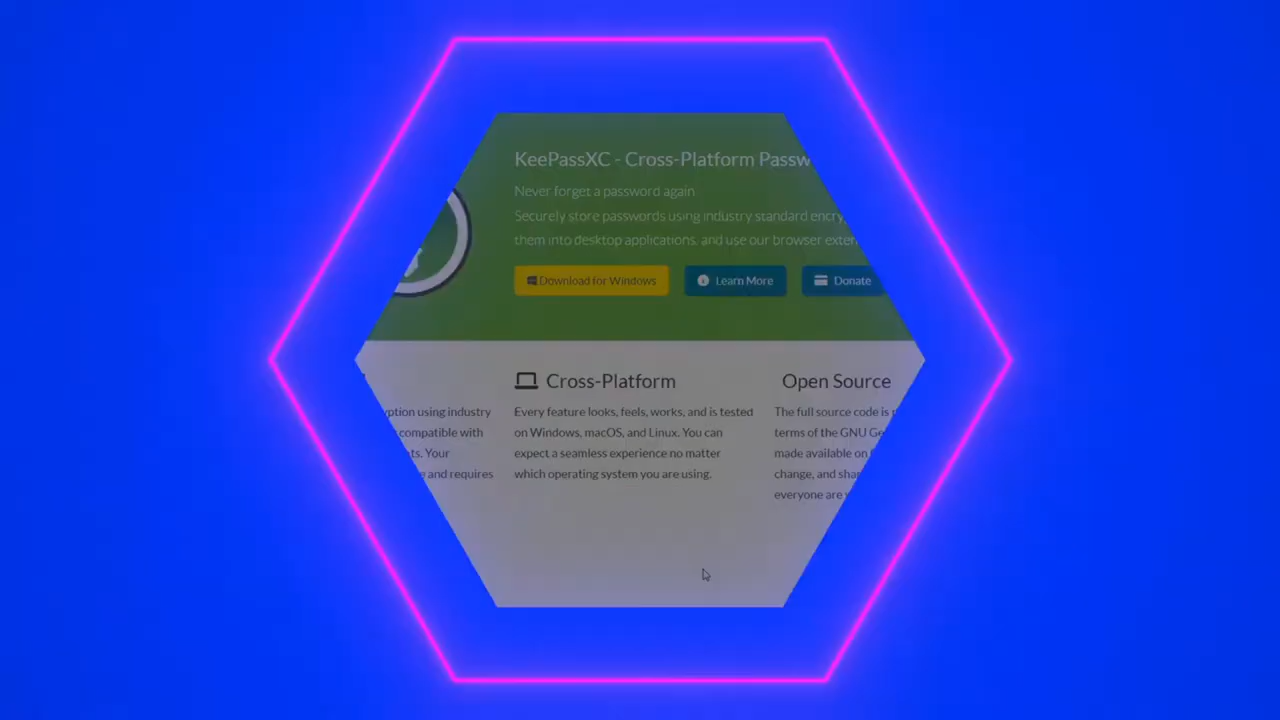 KeePassXC - Cross-Platform Passw
Never forget a password again
Securely store passwords using industry standard encry
them into desktop applications, and use our browser exten
Download for Windows
Learn More
Donate
Cross-Platform
Every feature looks, feels, works, and is tested
on Windows, macOS, and Linux. You can
expect a seamless experience no matter
which operating system you are using.
Open Source
The full source code is
terms of the GNU Ge
made available on
change, and shar
everyone are
yption using industry
compatible with
ts. Your
e and requires